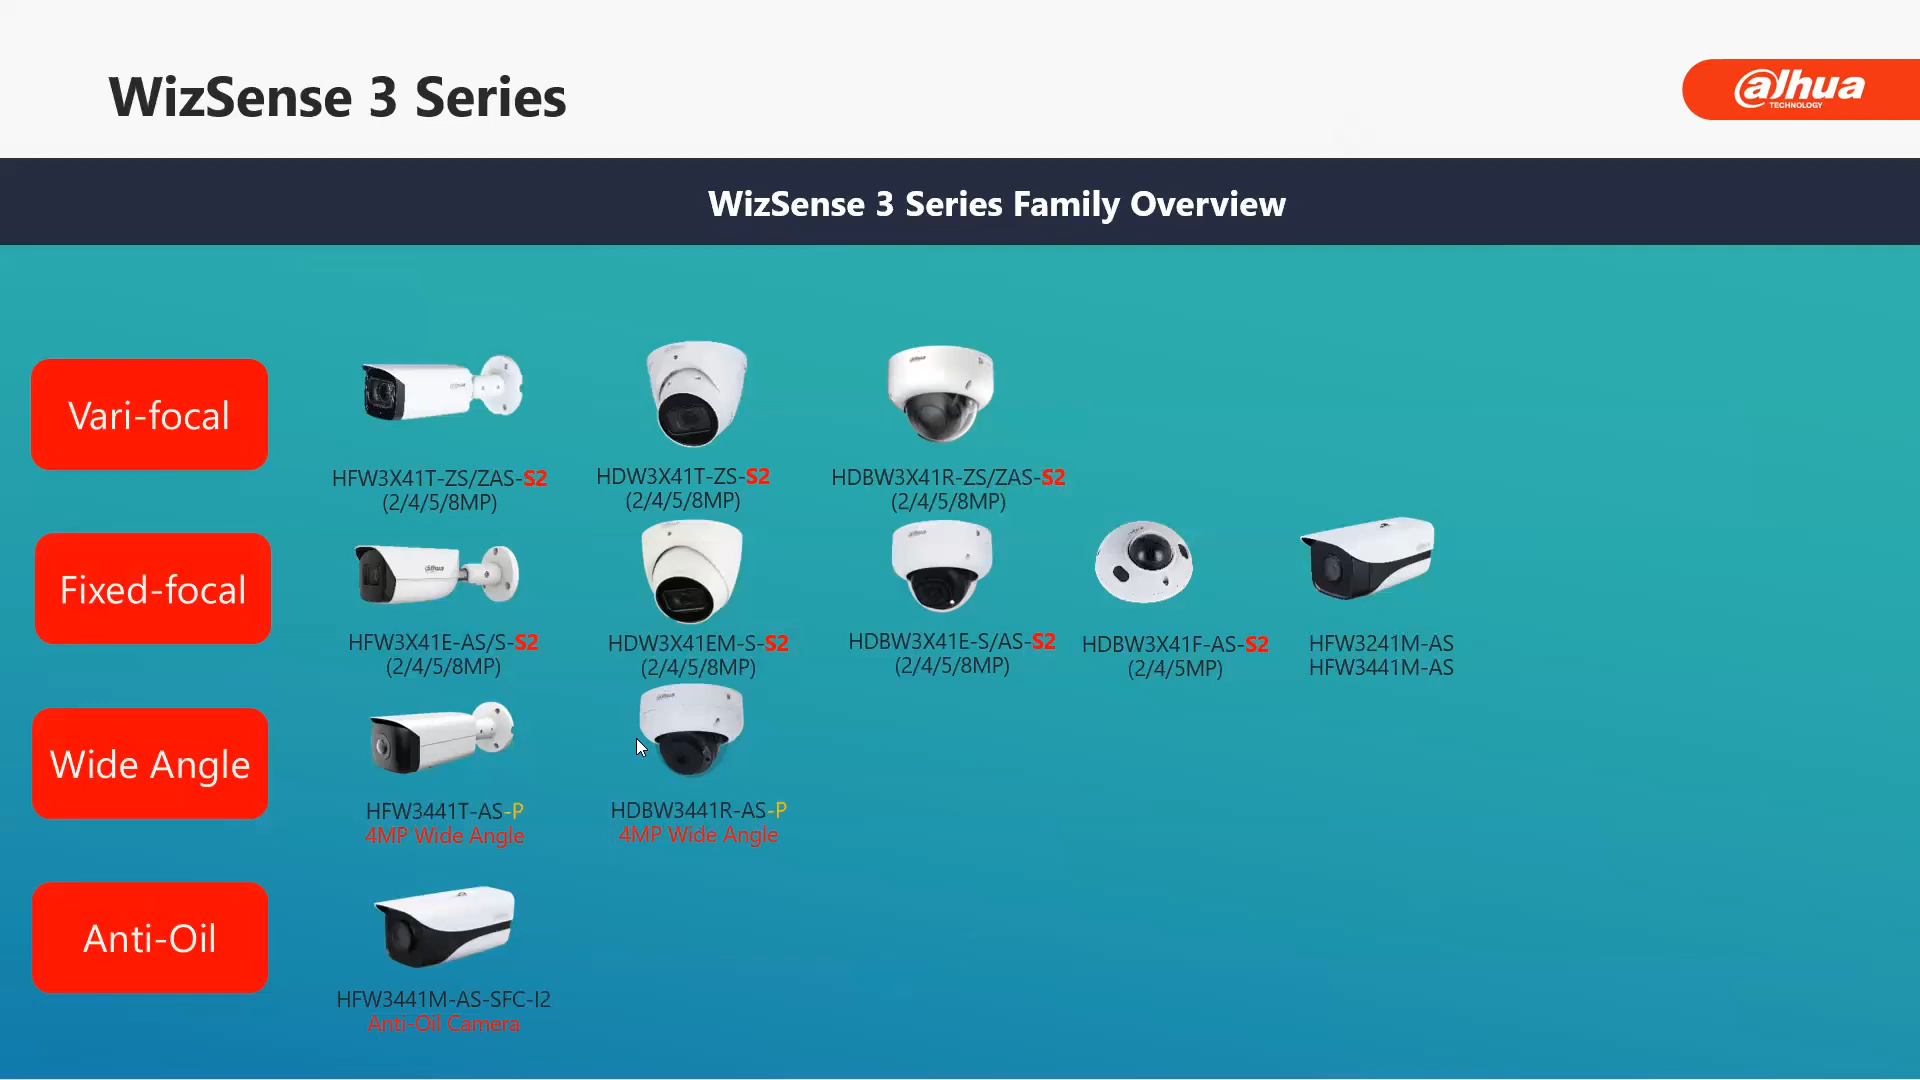 WizSense 3 Series
alhua
TECHNOLOGY
WizSense 3 Series Family Overview
Vari-focal
HFW3X41T-ZS/ZAS-S2
(2/4/5/8MP)
HDW3X41T-ZS-S2
(2/4/5/8MP)
HDBW3X41R-ZS/ZAS-S2
(2/4/5/8MP)
Fixed-focal
HFW3X41E-AS/S-S2
(2/4/5/8MP)
HDW3X41EM-S-S2
(2/4/5/8MP)
HDBW3X41E-S/AS-S2
(2/4/5/8MP)
HDBW3X41F-AS-S2
(2/4/5MP)
HFW3241M-AS
HFW3441M-AS
Wide Angle
HFW3441T-AS-P
4MP Wide Angle
HDBW3441R-AS-P
4MP Wide Angle
Anti-Oil
HFW3441M-AS-SFC-I2
Anti-Oil Camera